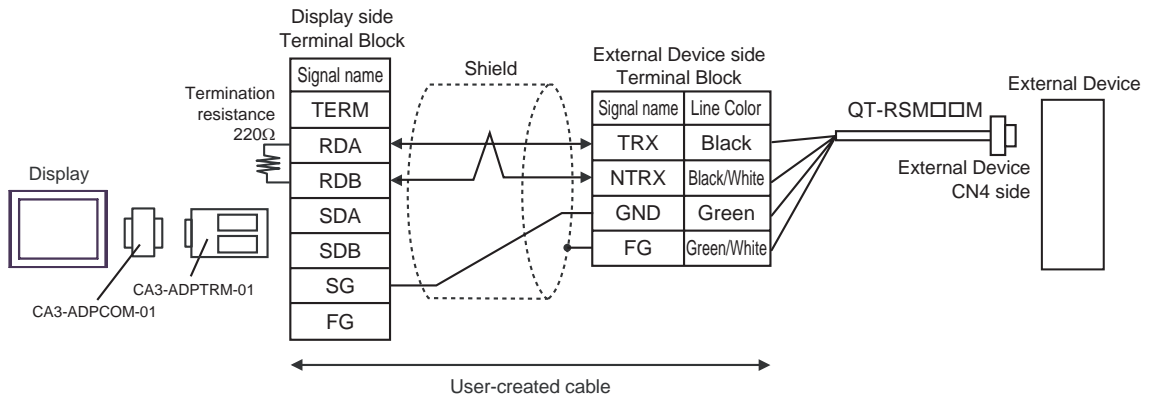 Display side
Terminal Block
Signal name
TERM
RDA
RDB
SDA
SDB
SG
FG
Termination
resistance
220Ω
Display
CA3-ADPCOM-01
CA3-ADPTRM-01
Shield
External Device side
Terminal Block
Signal name Line Color
TRX Black
NTRX Black/White
GND Green
FG Green/White
QT-RSM□□M
External Device
CN4 side
External Device
User-created cable